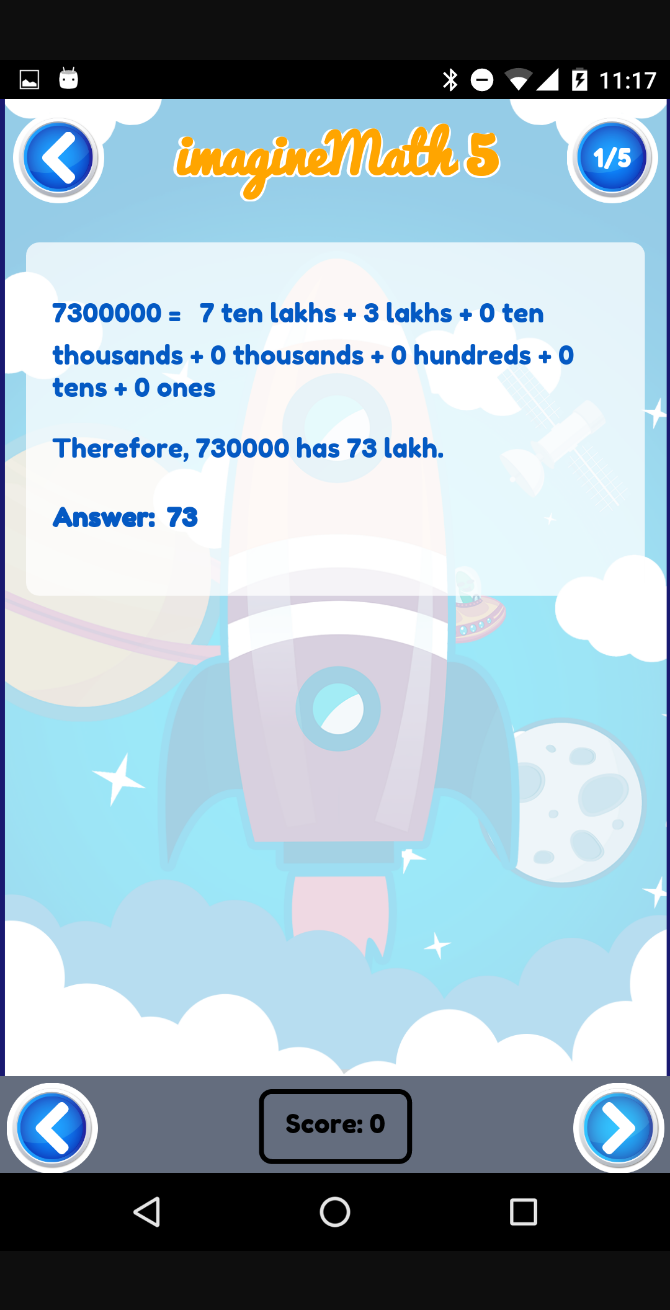 11:17
imagineMath 5
1/5
7300000 = 7 ten lakhs + 3 lakhs + 0 ten
thousands + 0 thousands + 0 hundreds + 0
tens + 0 ones
Therefore, 730000 has 73 lakh.
Answer: 73
Score: 0